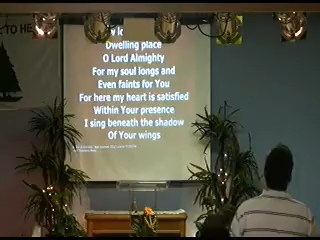 Dwelling place
O Lord Almighty
For my soul longs and
Even faints for You
For here my heart is satisfied
Within Your presence
I sing beneath the shadow
Of Your wings